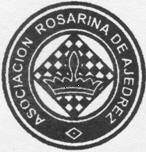 ASOCIACION ROSARINA DE AJEDREZ